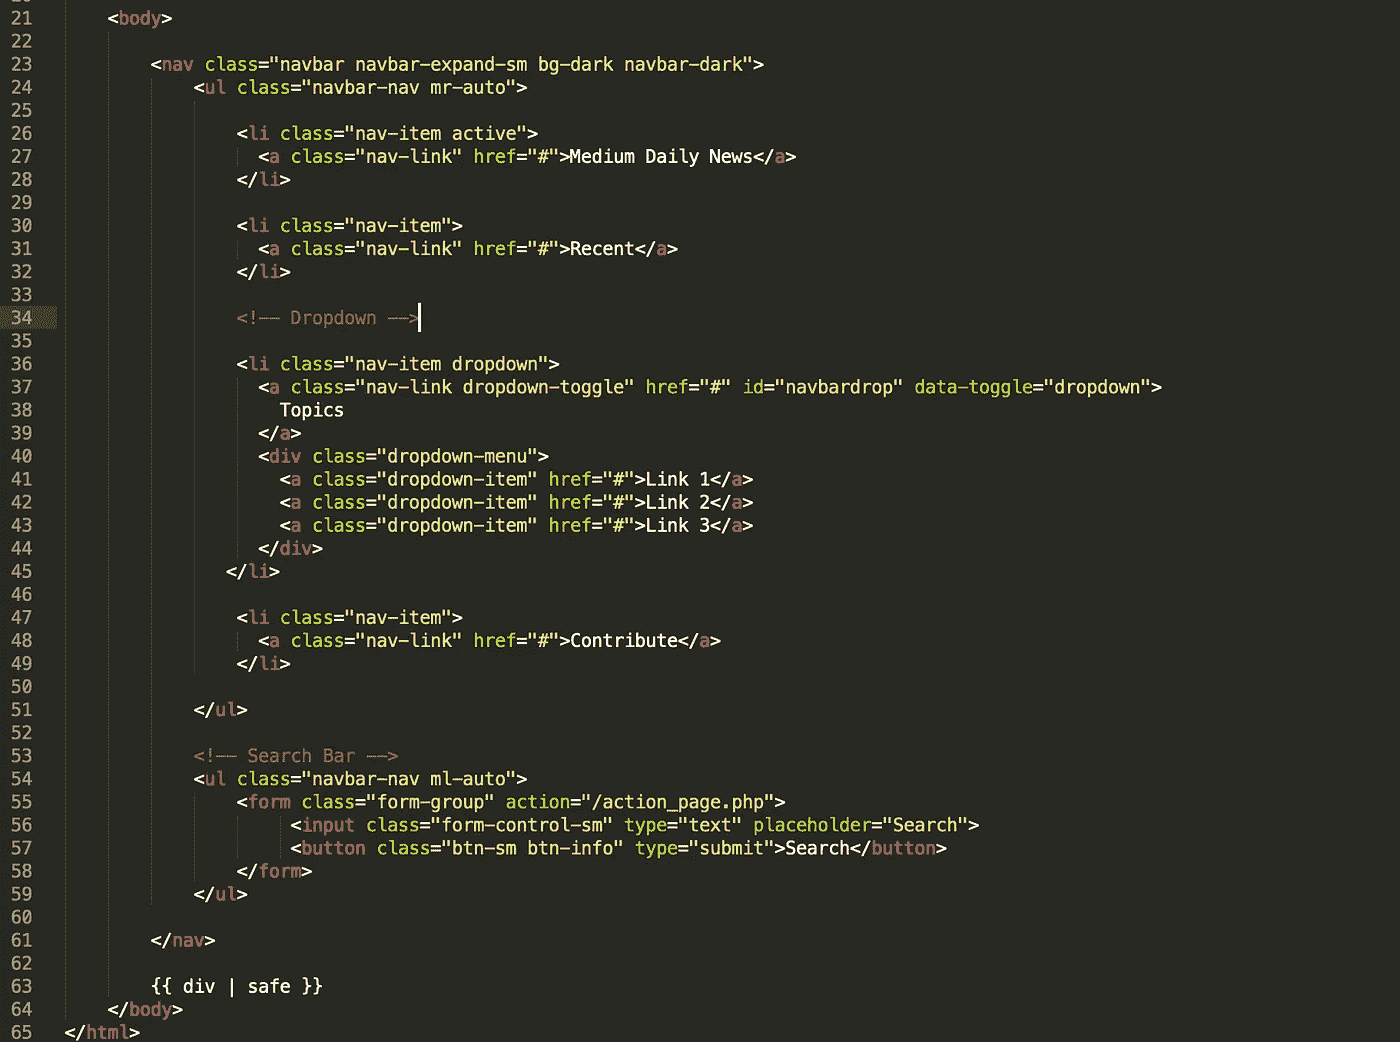 21 <body>
22
23 <nav class="navbar navbar-expand-sm bg-dark navbar-dark">
24 <ul class="navbar-nav mr-auto">
25
26 <li class="nav-item active">
27 <a class="nav-link" href="#">Medium Daily News</a>
28 </li>
29
30 <li class="nav-item">
31 <a class="nav-link" href="#">Recent</a>
32 </li>
33
34 <!-- Dropdown -->
35
36 <li class="nav-item dropdown">
37 <a class="nav-link dropdown-toggle" href="#" id="navbardrop" data-toggle="dropdown">
38 Topics
39 </a>
40 <div class="dropdown-menu">
41 <a class="dropdown-item" href="#">Link 1</a>
42 <a class="dropdown-item" href="#">Link 2</a>
43 <a class="dropdown-item" href="#">Link 3</a>
44 </div>
45 </li>
46
47 <li class="nav-item">
48 <a class="nav-link" href="#">Contribute</a>
49 </li>
50
51 </ul>
52
53 <!-- Search Bar -->
54 <ul class="navbar-nav ml-auto">
55 <form class="form-group" action="/action_page.php">
56 <input class="form-control-sm" type="text" placeholder="Search">
57 <button class="btn-sm btn-info" type="submit">Search</button>
58 </form>
59 </ul>
60
61 </nav>
62
63 {{ div | safe }}
64 </body>
65 </html>